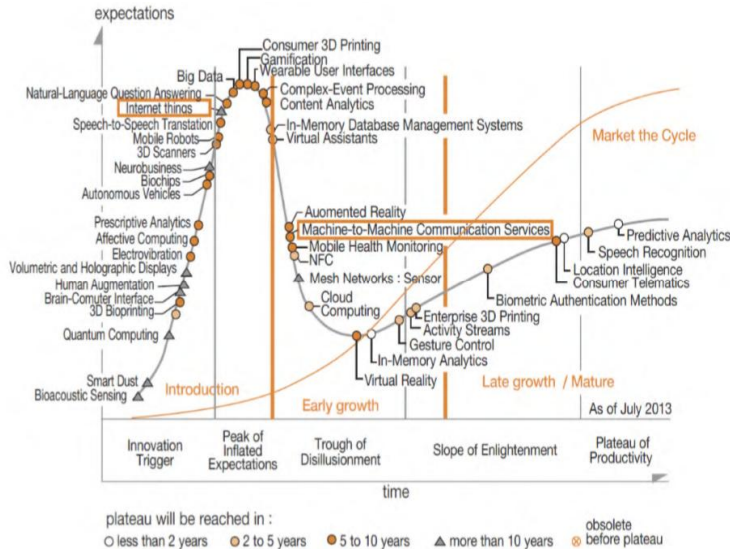 expectations
Consumer 3D Printing
Gamification
Wearable User Interfaces
Big Data
Complex-Event Processing
Natural-Language Question Answering
Content Analytics
Internet things
Speech-to-Speech Transtation
In-Memory Database Management Systems
Mobile Robots
Virtual Assistants
3D Scanners
Market the Cycle
Neurobusiness
Biochips
Autonomous Vehicles
Auomented Reality
Prescriptive Analytics
Machine-to-Machine Communication Services
Predictive Analytics
Affective Computing
Mobile Health Monitoring
Speech Recognition
Electrovibration
NFC
Location Intelligence
Volumetric and Holographic Displays
Mesh Networks : Sensor
Consumer Telematics
Human Augmentation
Biometric Authentication Methods
Brain-Comuter Interface
Cloud
Computing
3D Bioprinting
Enterprise 3D Printing
Activity Streams
Quantum Computing
Gesture Control
In-Memory Analytics
Virtual Reality
Smart Dust
Bioacoustic Sensing
Introduction
Early growth
Late growth / Mature
As of July 2013
Innovation
Trigger
Peak of
Inflated
Expectations
Trough of
Disillusionment
Slope of Enlightenment
Plateau of
Productivity
time
plateau will be reached in :
less than 2 years
2 to 5 years
5 to 10 years
more than 10 years
obsolete
before plateau